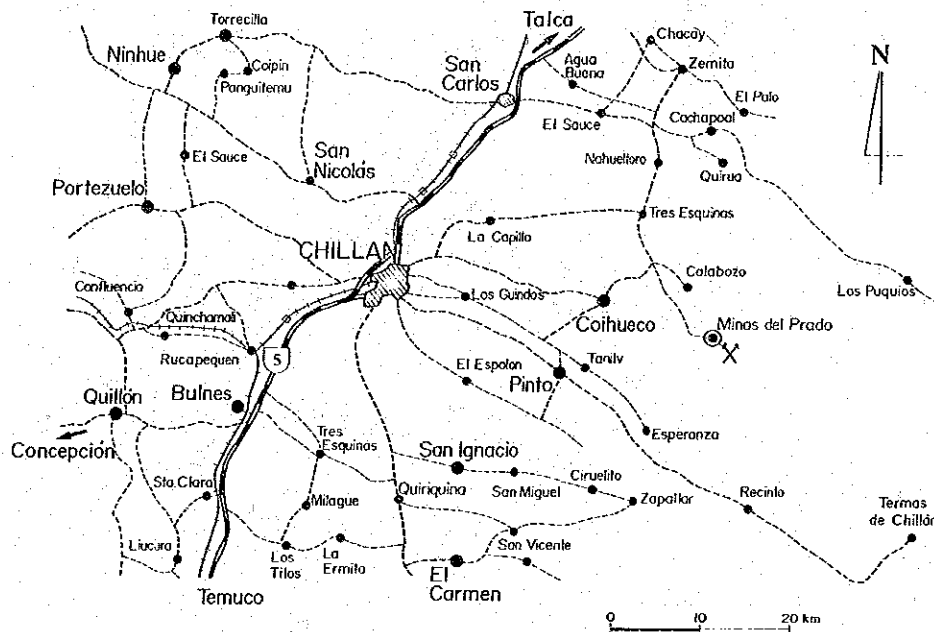 Torrecilla
Talca
Chacay
Ninhue
Zemita
N
Coipin
San
Carlos
Agua
Buena
Panguilemu
El Palo
Cachapoal
El Sauce
El Sauce
San
Nicolás
Nahueltoro
Quirua
Portezuelo
Tres Esquinas
La Capilla
CHILLAN
Calabozo
Confluencia
Los Guindos
Los Puquios
Quinchamali
Coihueco
Minas del Prado
Rucapequen
5
El Espolon
Tanilv
Pinto
Quillón
Bulnes
Concepción
Tres
Esquinas
Esperanza
San Ignacio
Ciruelito
Sta. Clara
Milague
Quiriquina
San Miguel
Zapallar
Recinto
Termas
de Chillán
Liucura
Los
Tilos
La
Ermita
San Vicente
El
Carmen
Temuco
0 10 20 km